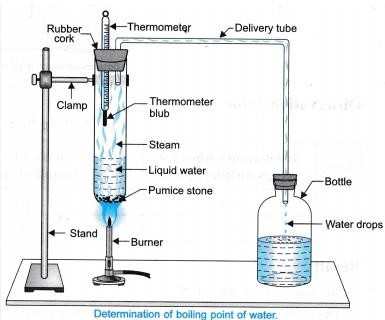 Rubber
cork
Thermometer
Delivery tube
Clamp
Thermometer
blub
Steam
Liquid water
Pumice stone
Bottle
Stand
Burner
Water drops
Determination of boiling point of water.